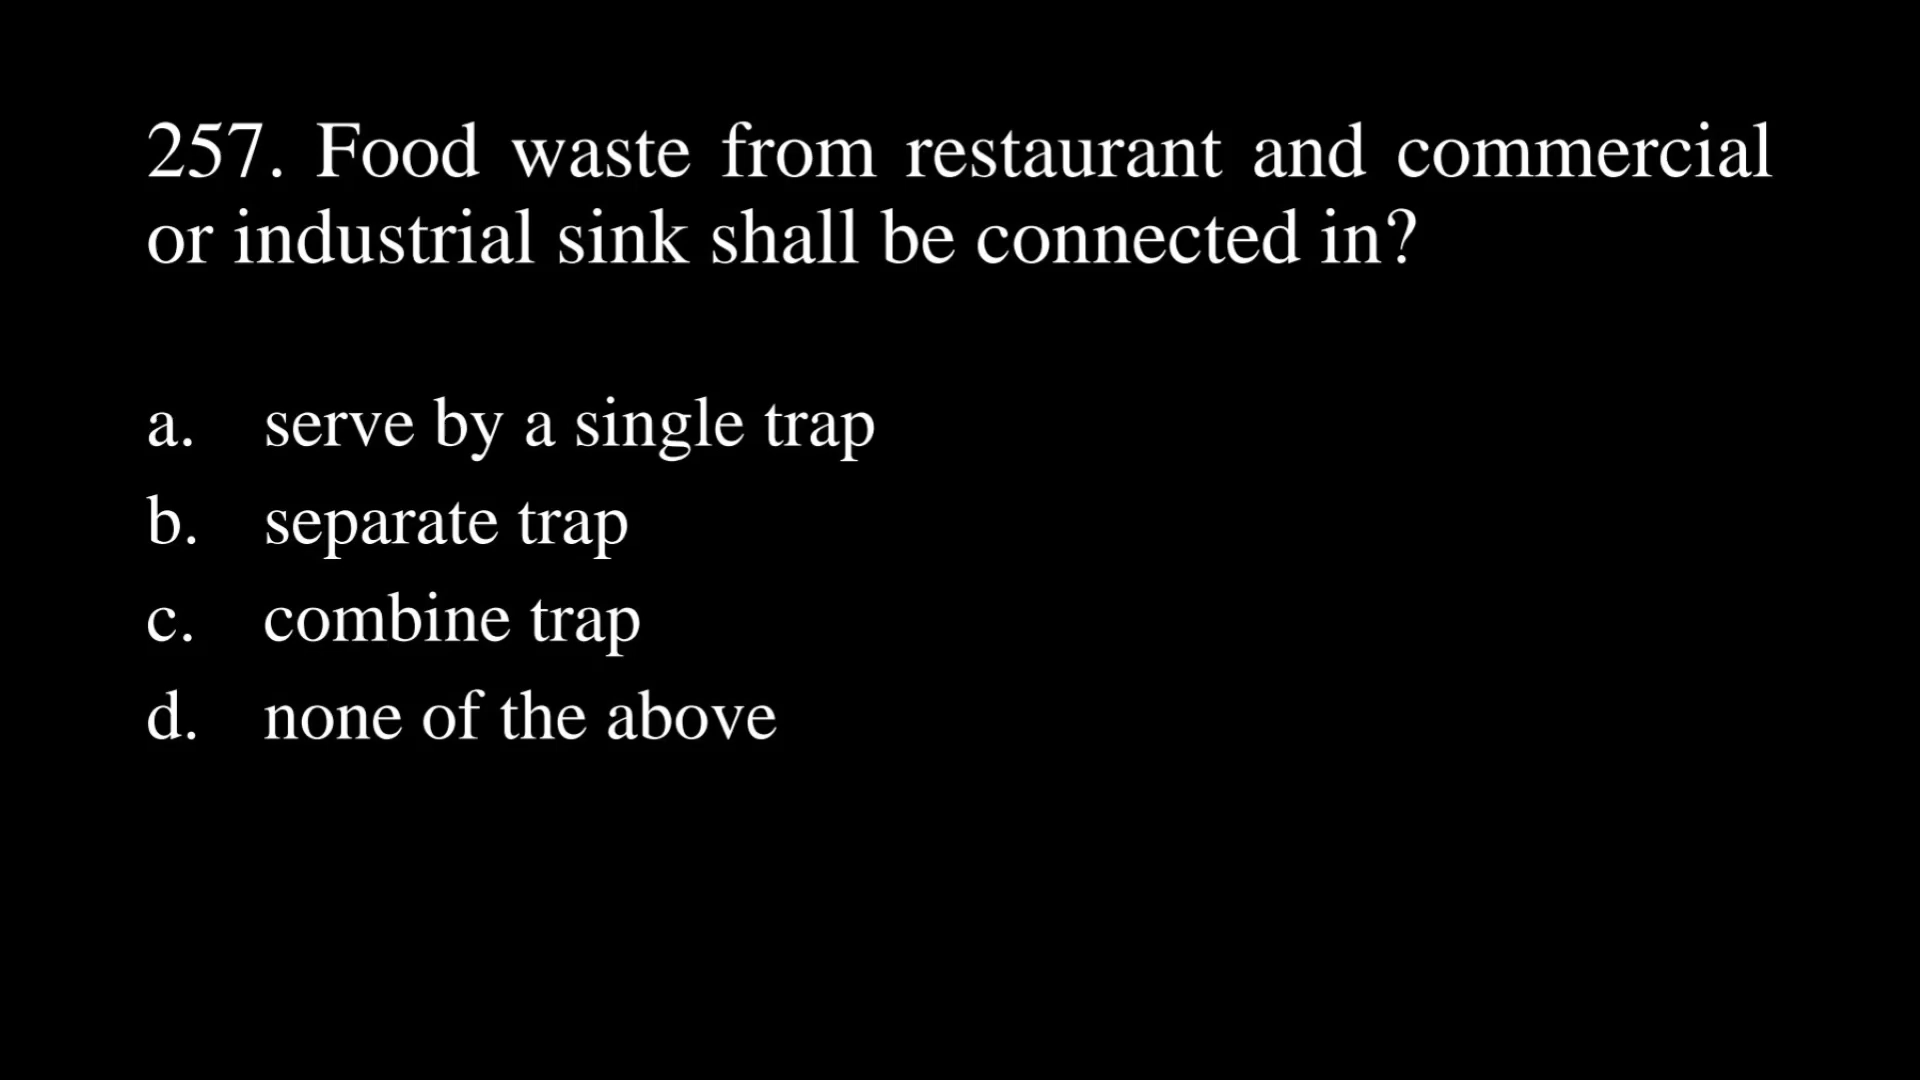 257. Food waste from restaurant and commercial
or industrial sink shall be connected in?
a. serve by a single trap
b. separate trap
c. combine trap
d. none of the above